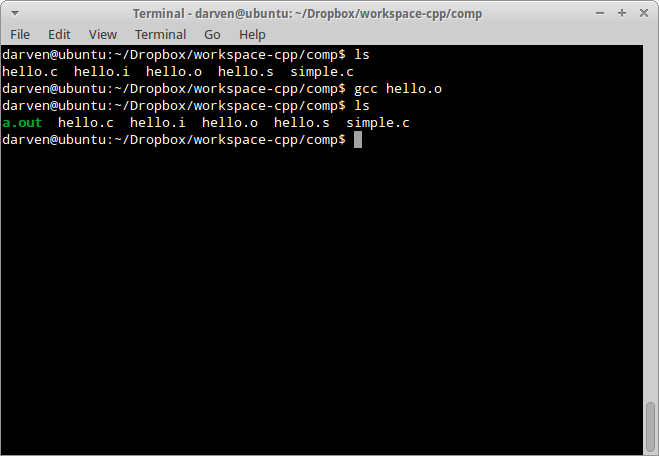 Terminal - darven@ubuntu: ~/Dropbox/workspace-cpp/comp
File Edit View Terminal Go Help
darven@ubuntu:~/Dropbox/workspace-cpp/comp$ ls
hello.c  hello.i  hello.o  hello.s  simple.c
darven@ubuntu:~/Dropbox/workspace-cpp/comp$ gcc hello.o
darven@ubuntu:~/Dropbox/workspace-cpp/comp$ ls
a.out  hello.c  hello.i  hello.o  hello.s  simple.c
darven@ubuntu:~/Dropbox/workspace-cpp/comp$